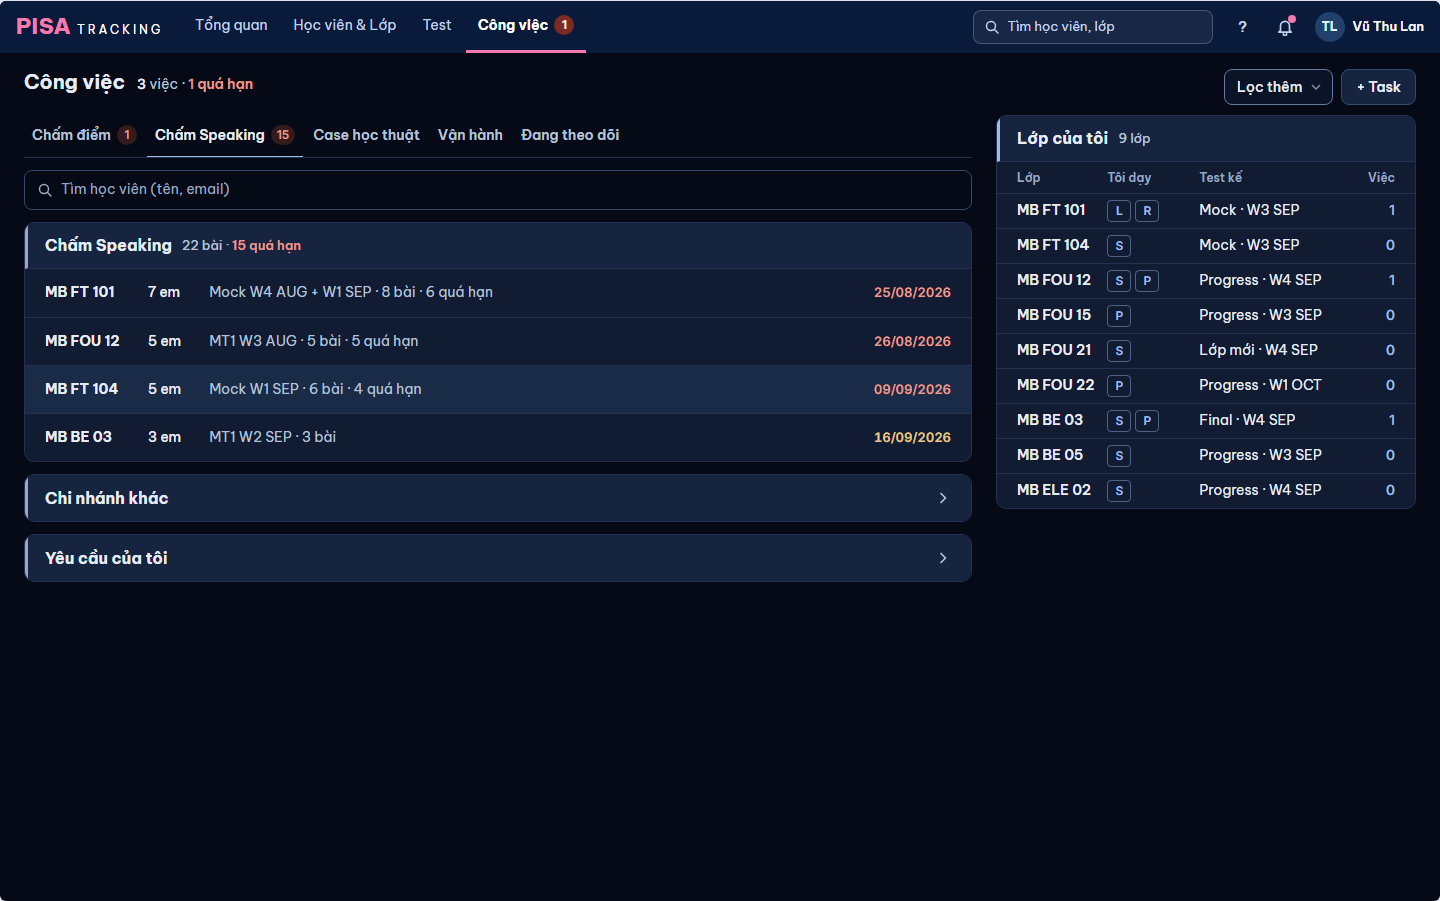 PISA TRACKING Tổng quan Học viên & Lớp Test Công việc 1 Tìm học viên, lớp ? TL Vũ Thu Lan
Công việc 3 việc · 1 quá hạn Lọc thêm + Task
Chấm điểm 1 Chấm Speaking 15 Case học thuật Vận hành Đang theo dõi
Tìm học viên (tên, email)
Chấm Speaking 22 bài · 15 quá hạn
MB FT 101 7 em Mock W4 AUG + W1 SEP · 8 bài · 6 quá hạn 25/08/2026
MB FOU 12 5 em MT1 W3 AUG · 5 bài · 5 quá hạn 26/08/2026
MB FT 104 5 em Mock W1 SEP · 6 bài · 4 quá hạn 09/09/2026
MB BE 03 3 em MT1 W2 SEP · 3 bài 16/09/2026
Chi nhánh khác
Yêu cầu của tôi
Lớp của tôi 9 lớp
Lớp Tôi dạy Test kế Việc
MB FT 101 L R Mock · W3 SEP 1
MB FT 104 S Mock · W3 SEP 0
MB FOU 12 S P Progress · W4 SEP 1
MB FOU 15 P Progress · W3 SEP 0
MB FOU 21 S Lớp mới · W4 SEP 0
MB FOU 22 P Progress · W1 OCT 0
MB BE 03 S P Final · W4 SEP 1
MB BE 05 S Progress · W3 SEP 0
MB ELE 02 S Progress · W4 SEP 0